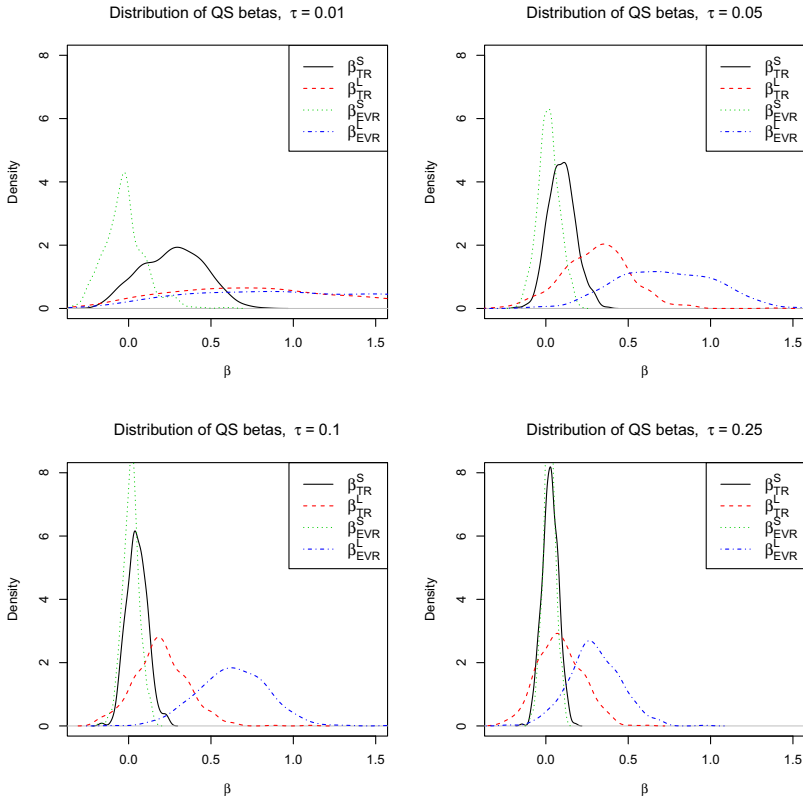 Distribution of QS betas, τ = 0.01
Density
8
6
4
2
0
0.0 0.5 1.0 1.5
β
β^S_TR
β^L_TR
β^S_EVR
β^L_EVR
Distribution of QS betas, τ = 0.05
Density
8
6
4
2
0
0.0 0.5 1.0 1.5
β
β^S_TR
β^L_TR
β^S_EVR
β^L_EVR
Distribution of QS betas, τ = 0.1
Density
8
6
4
2
0
0.0 0.5 1.0 1.5
β
β^S_TR
β^L_TR
β^S_EVR
β^L_EVR
Distribution of QS betas, τ = 0.25
Density
8
6
4
2
0
0.0 0.5 1.0 1.5
β
β^S_TR
β^L_TR
β^S_EVR
β^L_EVR